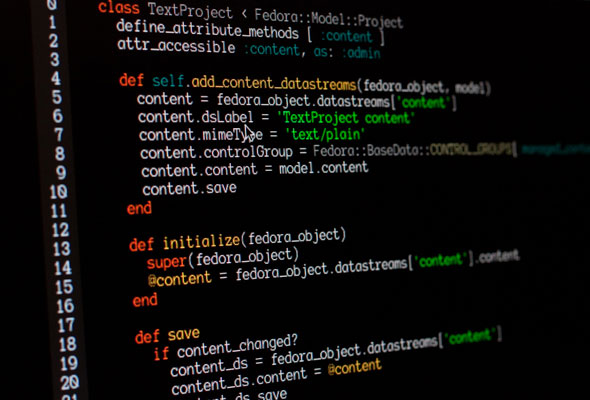 0 class TextProject < Fedora::Model::Project
1 define_attribute_methods [ :content ]
2 attr_accessible :content, as: :admin
3
4 def self.add_content_datastreams(fedora_object, model)
5 content = fedora_object.datastreams['content']
6 content.dsLabel = 'TextProject content'
7 content.mimeType = 'text/plain'
8 content.controlGroup = Fedora::BaseData::CONTROL_GROUPS[
9 content.content = model.content
10 content.save
11 end
12
13 def initialize(fedora_object)
14 super(fedora_object)
15 @content = fedora_object.datastreams['content'].content
16 end
17
18 def save
19 if content_changed?
20 content_ds = fedora_object.datastreams['content']
21 content_ds.content = @content
content_ds.save